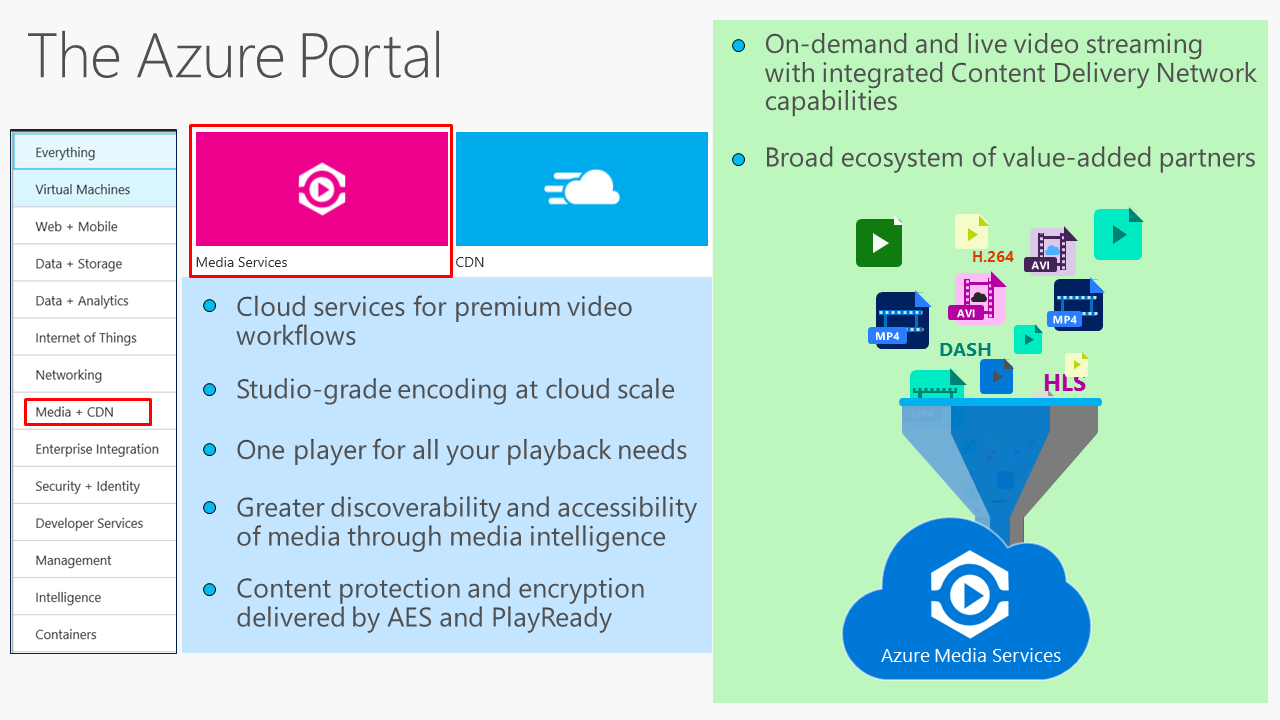 The Azure Portal
Everything
Virtual Machines
Web + Mobile
Data + Storage
Data + Analytics
Internet of Things
Networking
Media + CDN
Enterprise Integration
Security + Identity
Developer Services
Management
Intelligence
Containers
Media Services
CDN
Cloud services for premium video
workflows
Studio-grade encoding at cloud scale
One player for all your playback needs
Greater discoverability and accessibility
of media through media intelligence
Content protection and encryption
delivered by AES and PlayReady
On-demand and live video streaming
with integrated Content Delivery Network
capabilities
Broad ecosystem of value-added partners
H.264
AVI
AVI
MP4
MP4
DASH
HLS
MP4
Azure Media Services